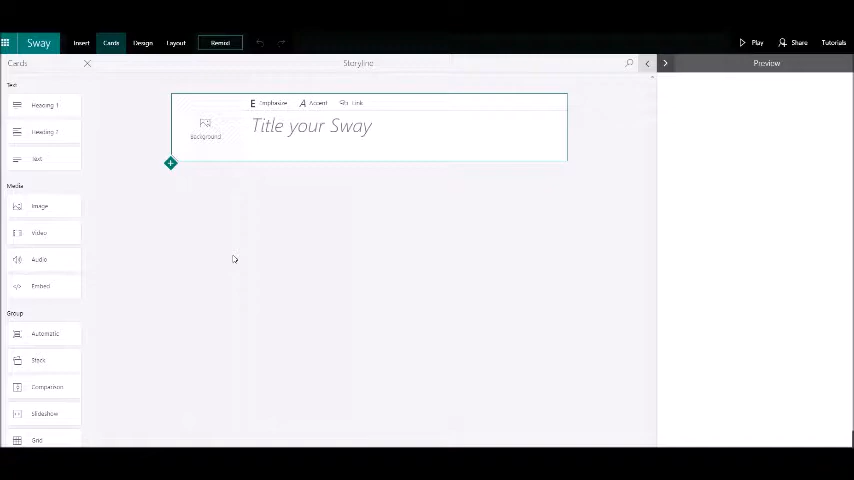 Sway Insert Cards Design Layout Remix! Play Share Tutorials
Cards
Storyline
Preview
Text
Heading 1
Heading 2
Text
Media
Image
Video
Audio
Embed
Group
Automatic
Stack
Comparison
Slideshow
Grid
Background
E Emphasize A Accent Link
Title your Sway